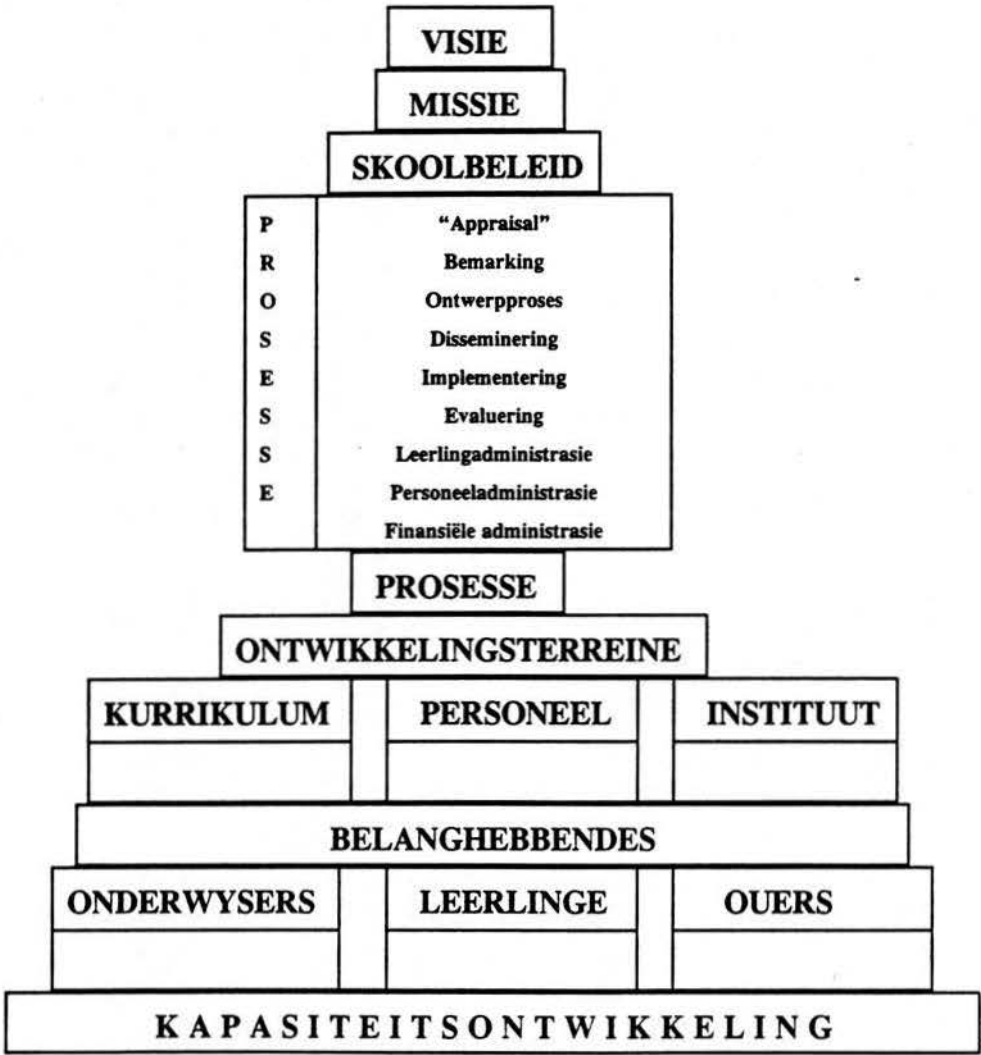 VISIE
MISSIE
SKOOLBELEID
P "Appraisal"
R Bemarking
O Ontwerpproses
S Disseminering
E Implementering
S Evaluering
S Leerlingadministrasie
E Personeeladministrasie
Finansiële administrasie
PROSESSE
ONTWIKKELINGSTERREINE
KURRIKULUM PERSONEEL INSTITUUT
BELANGHEBBENDES
ONDERWYSERS LEERLINGE OUERS
KAPASITEITSONTWIKKELING